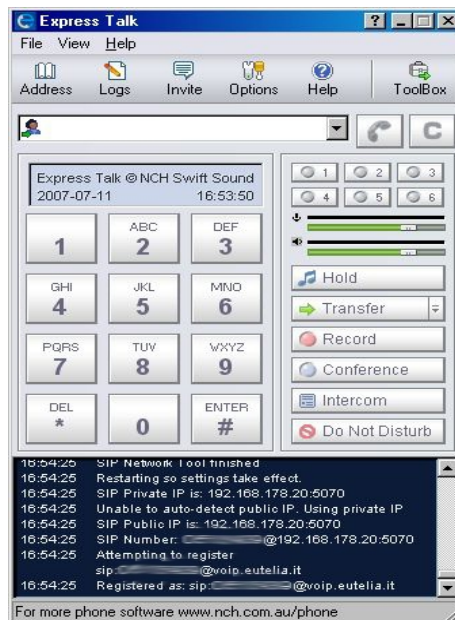 Express Talk
File View Help
Address Logs Invite Options Help ToolBox
C
Express Talk © NCH Swift Sound
2007-07-11 16:53:50
1 ABC 2 DEF 3
GHI 4 JKL 5 MNO 6
PQRS 7 TUV 8 WXYZ 9
DEL * 0 ENTER #
1 2 3
4 5 6
Hold
Transfer
Record
Conference
Intercom
Do Not Disturb
16:54:25 SIP Network Tool finished
16:54:25 Restarting so settings take effect.
16:54:25 SIP Private IP is: 192.168.178.20:5070
16:54:25 Unable to auto-detect public IP. Using private IP
16:54:25 SIP Public IP is: 192.168.178.20:5070
16:54:25 SIP Number: @192.168.178.20:5070
16:54:25 Attempting to register
sip: @voip.eutelia.it
16:54:25 Registered as: sip: @voip.eutelia.it
For more phone software www.nch.com.au/phone